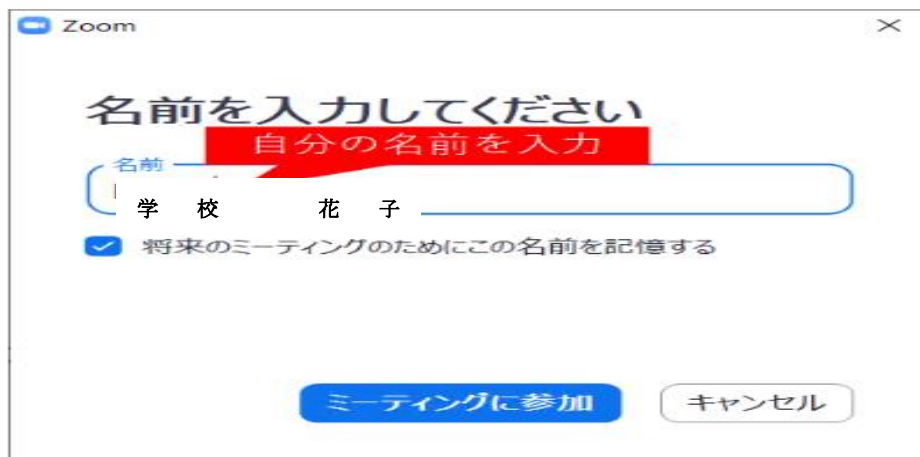 Zoom
名前を入力してください
自分の名前を入力
名前
学 校 花 子
将来のミーティングのためにこの名前を記憶する
ミーティングに参加 キャンセル